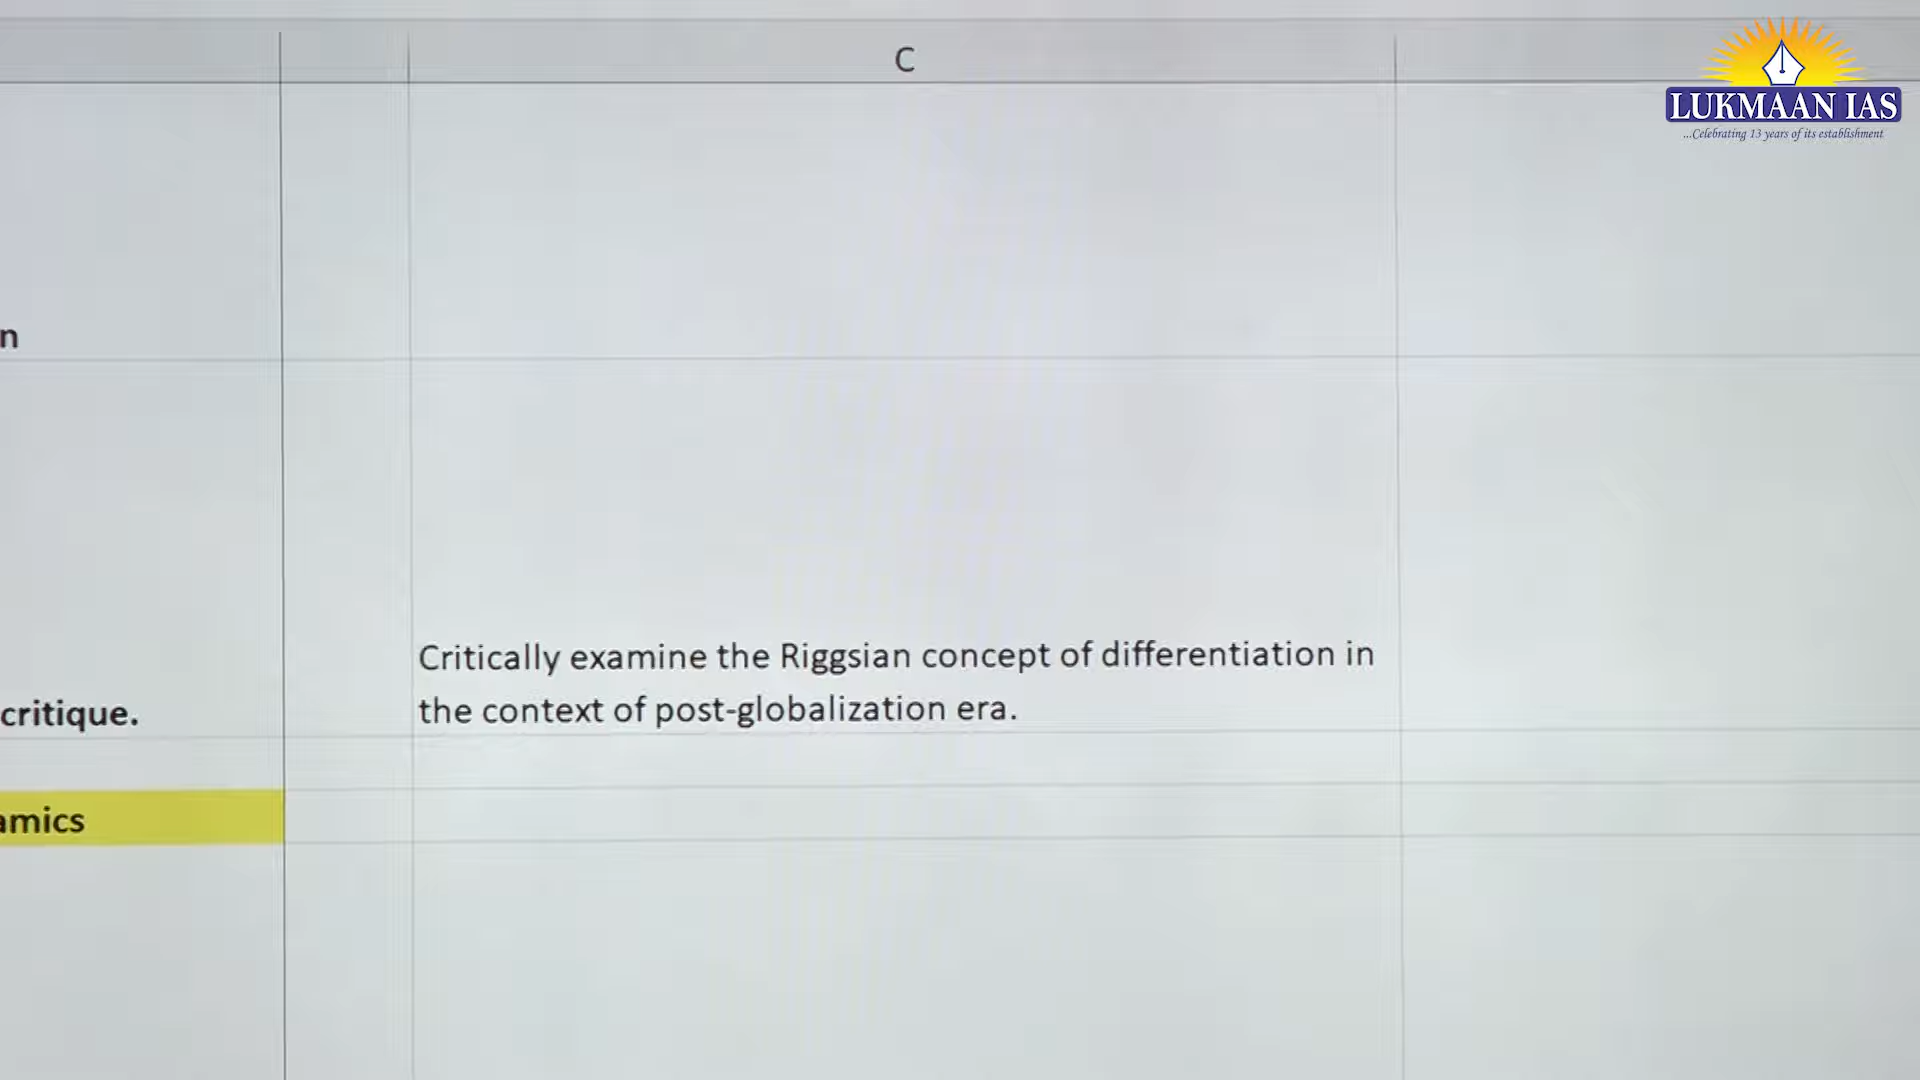 C
LUKMAAN IAS
...Celebrating 13 years of its establishment
n
Critically examine the Riggsian concept of differentiation in
the context of post-globalization era.
critique.
amics